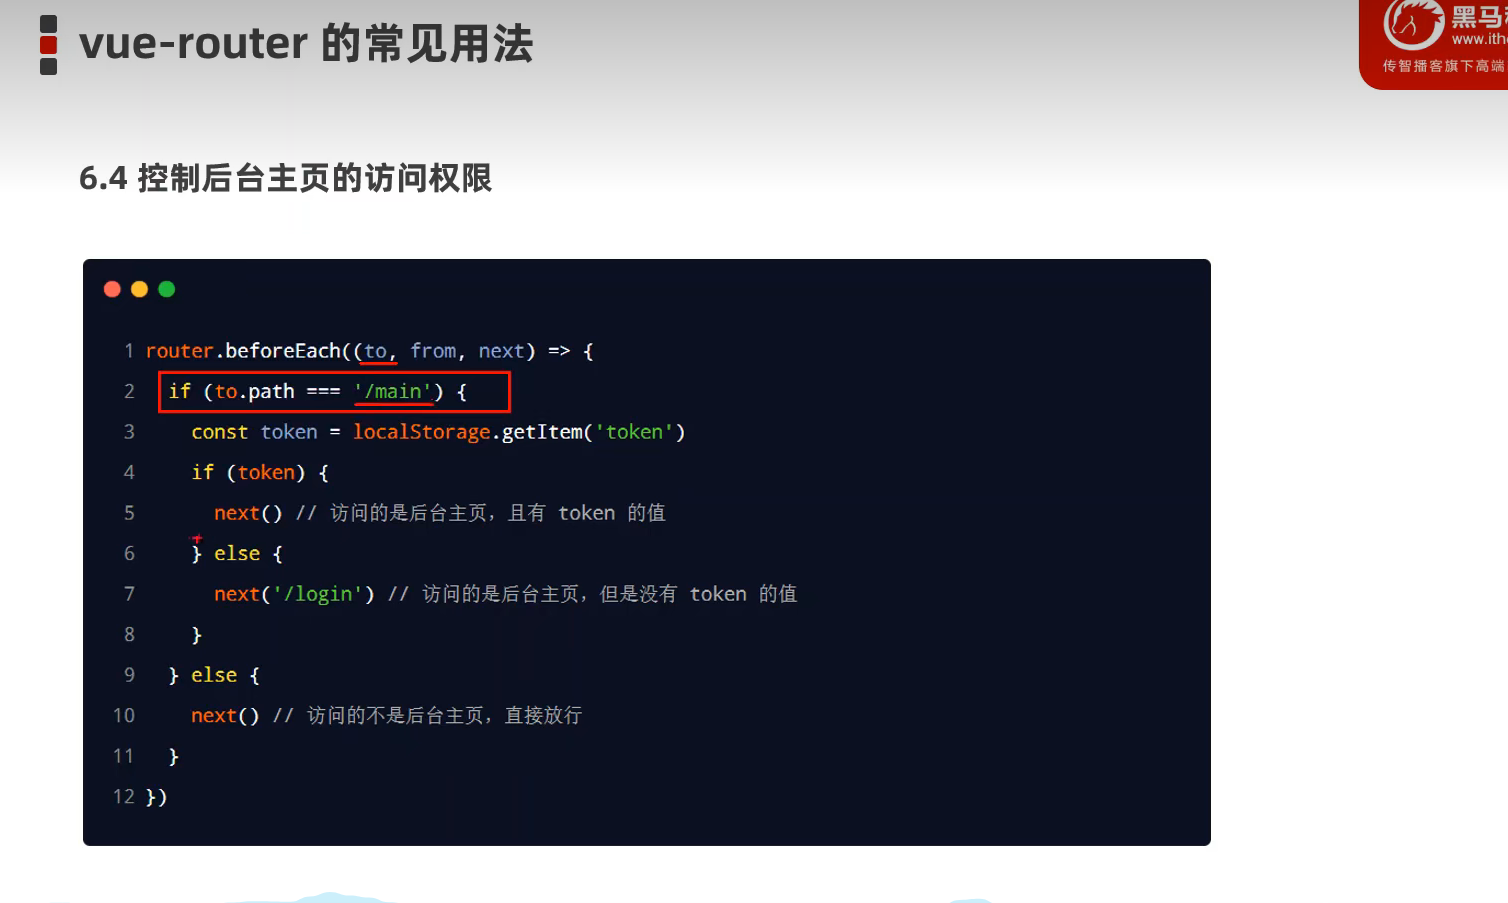 vue-router 的常见用法
黑马
www.ith
传智播客旗下高端
6.4 控制后台主页的访问权限
1 router.beforeEach((to, from, next) => {
2 if (to.path === '/main') {
3 const token = localStorage.getItem('token')
4 if (token) {
5 next() // 访问的是后台主页，且有 token 的值
6 } else {
7 next('/login') // 访问的是后台主页，但是没有 token 的值
8 }
9 } else {
10 next() // 访问的不是后台主页，直接放行
11 }
12 })